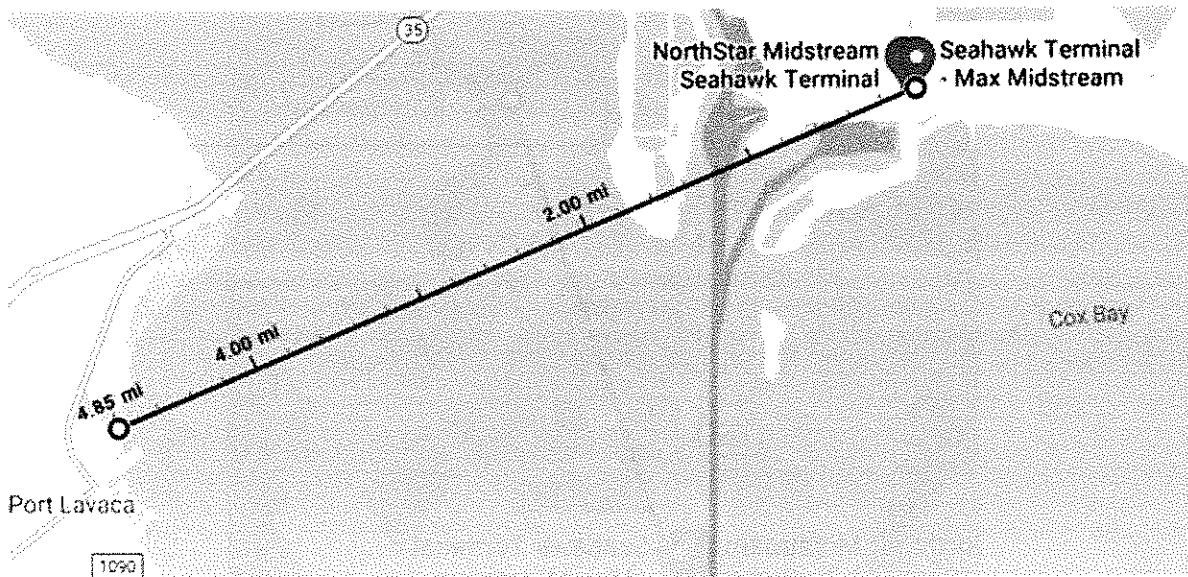 35
NorthStar Midstream
Seahawk Terminal
Seahawk Terminal
- Max Midstream
2.00 mi
Cox Bay
4.00 mi
4.85 mi
Port Lavaca
1090